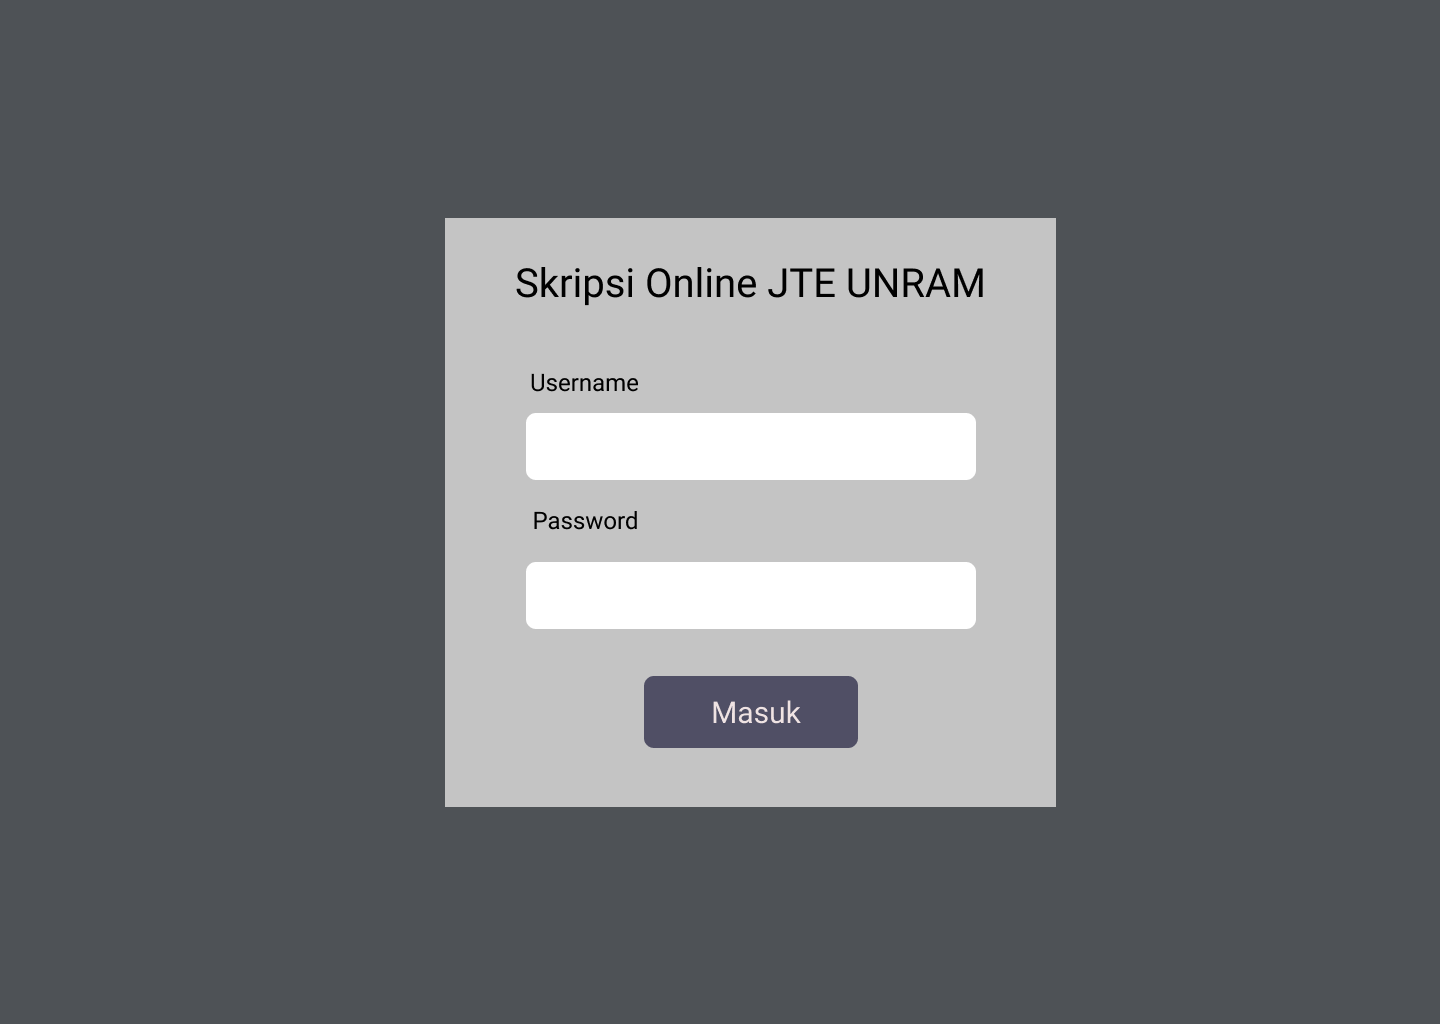 Skripsi Online JTE UNRAM
Username
Password
Masuk